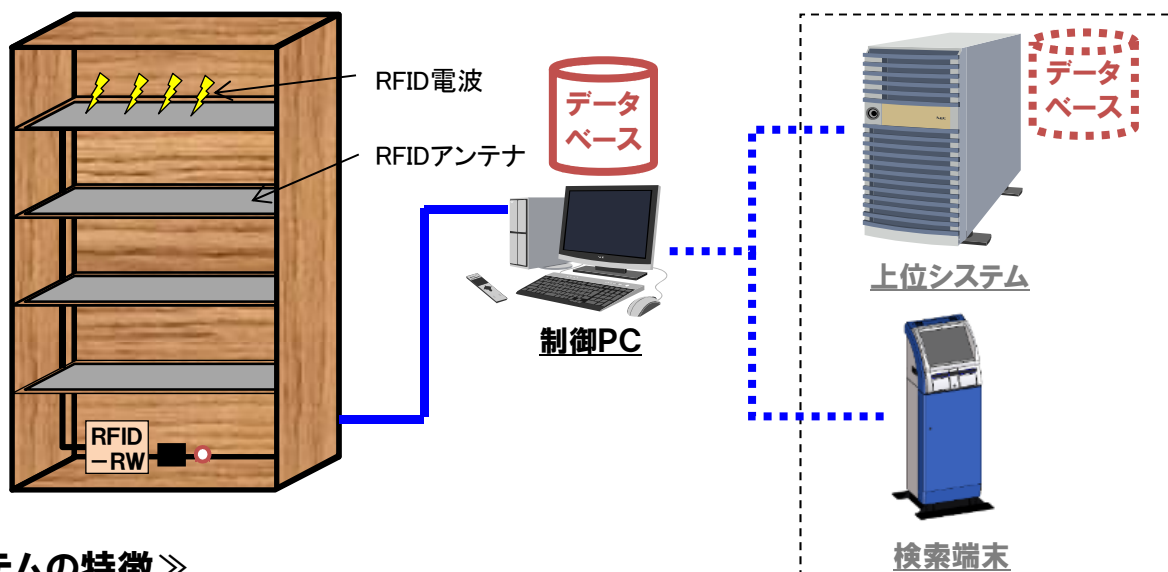 RFID電波
RFIDアンテナ
データ
ベース
制御PC
RFID
－RW
データ
ベース
上位システム
検索端末
テムの特徴≫